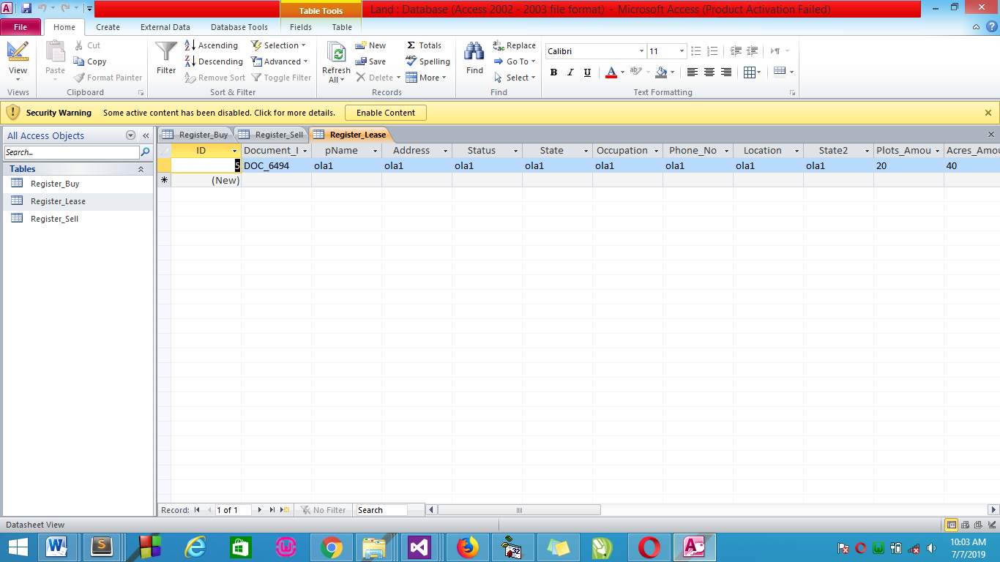 Table Tools
Land : Database (Access 2002 - 2003 file format) - Microsoft Access (Product Activation Failed)
File Home Create External Data Database Tools Fields Table
View
Views
Paste
Cut
Copy
Format Painter
Clipboard
Filter
Ascending
Descending
Remove Sort
Selection
Advanced
Toggle Filter
Sort & Filter
Refresh All
New
Save
Delete
Totals
Spelling
More
Records
Find
Replace
Go To
Select
Find
Calibri 11
B I U A ab
Text Formatting
Security Warning Some active content has been disabled. Click for more details. Enable Content
All Access Objects
Search...
Tables
Register_Buy
Register_Lease
Register_Sell
Register_Buy Register_Sell Register_Lease
ID Document_I pName Address Status State Occupation Phone_No Location State2 Plots_Amou Acres_Amou
5 DOC_6494 ola1 ola1 ola1 ola1 ola1 ola1 ola1 ola1 20 40
* (New)
Record: 1 of 1 No Filter Search
Datasheet View
10:03 AM
7/7/2019